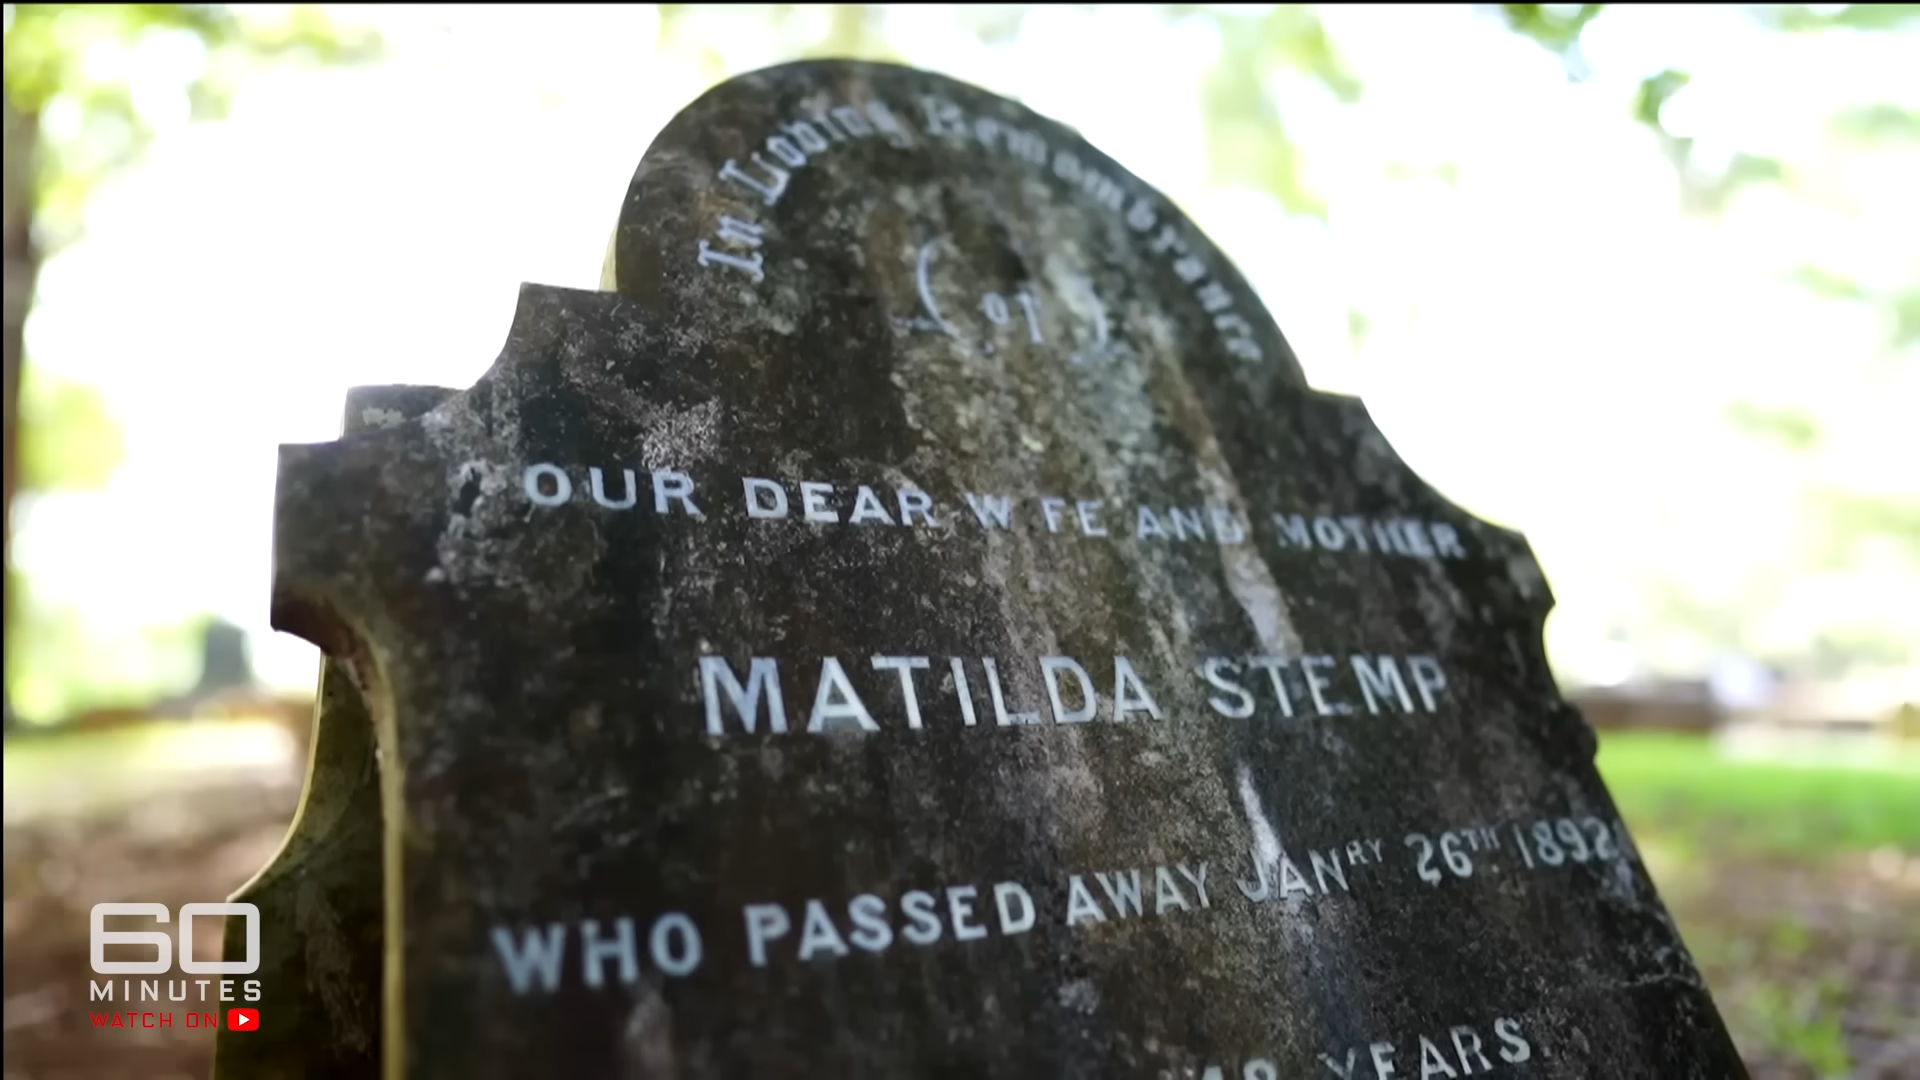 In Loving Remembrance
of
OUR DEAR W FE AND MOTHER
MATILDA STEMP
WHO PASSED AWAY JANRY 26TH 1892
48 YEARS.
60
MINUTES
WATCH ON